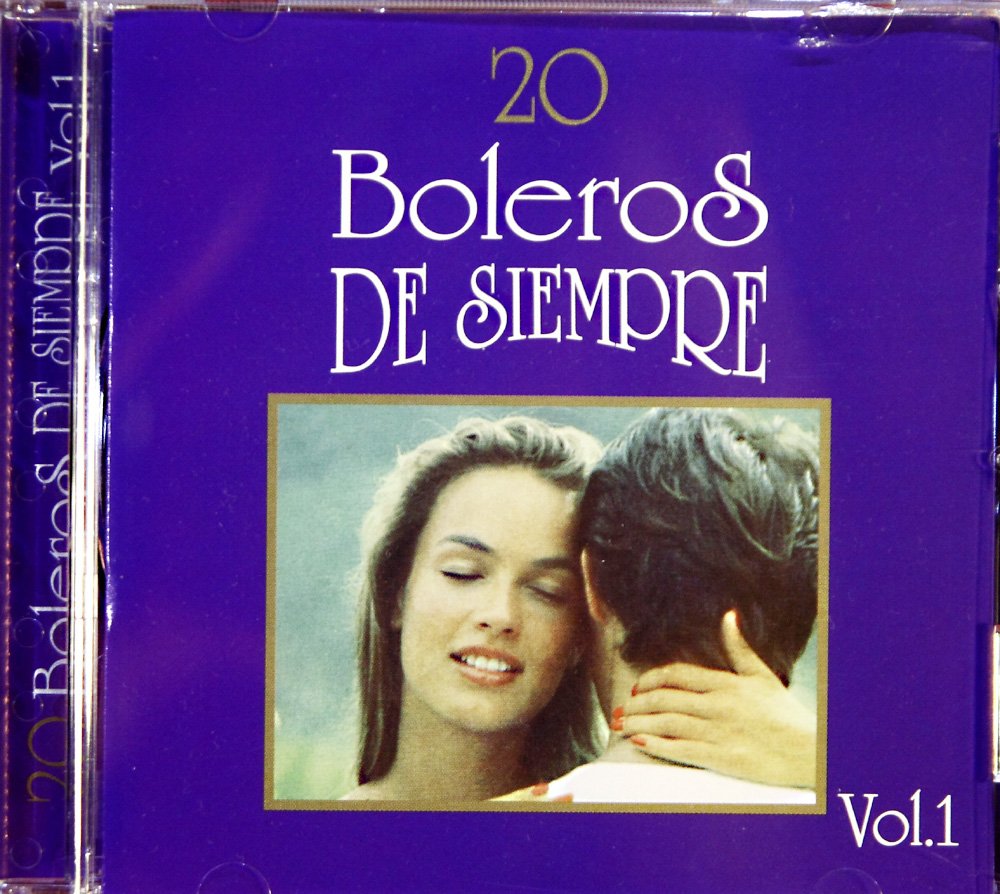 20
Boleros
DE SIEMPRE
Vol.1
20 Boleros DE SIEMPRE Vol.1